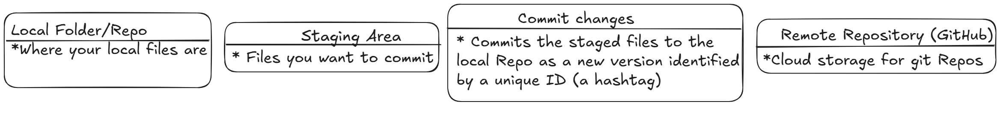 Local Folder/Repo
*Where your local files are
Staging Area
* Files you want to commit
Commit changes
* Commits the staged files to the
local Repo as a new version identified
by a unique ID (a hashtag)
Remote Repository (GitHub)
*Cloud storage for git Repos